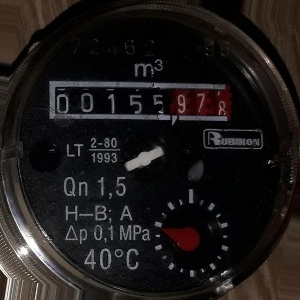 m³
00155978
LT 2-80
1993
RUBIKON
Qn 1,5
H–B; A
Δp 0,1 MPa
40°C